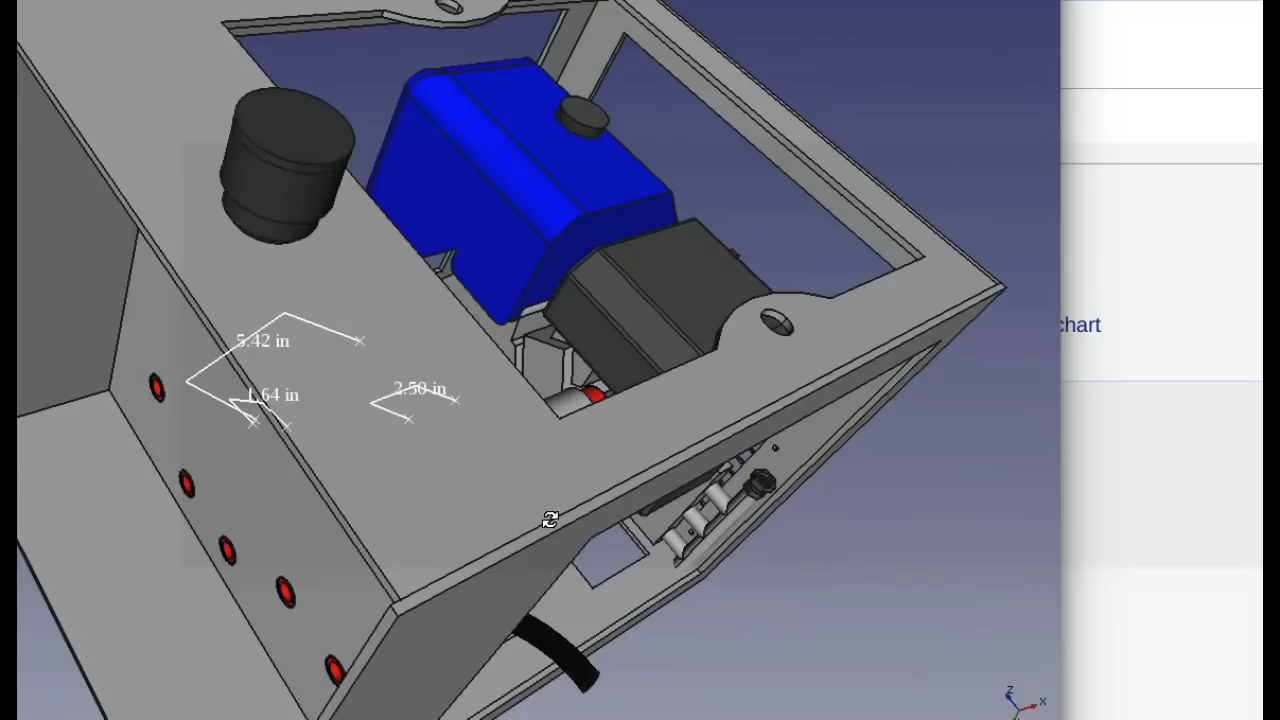 5.42 in
1.64 in
2.50 in
chart
z
x